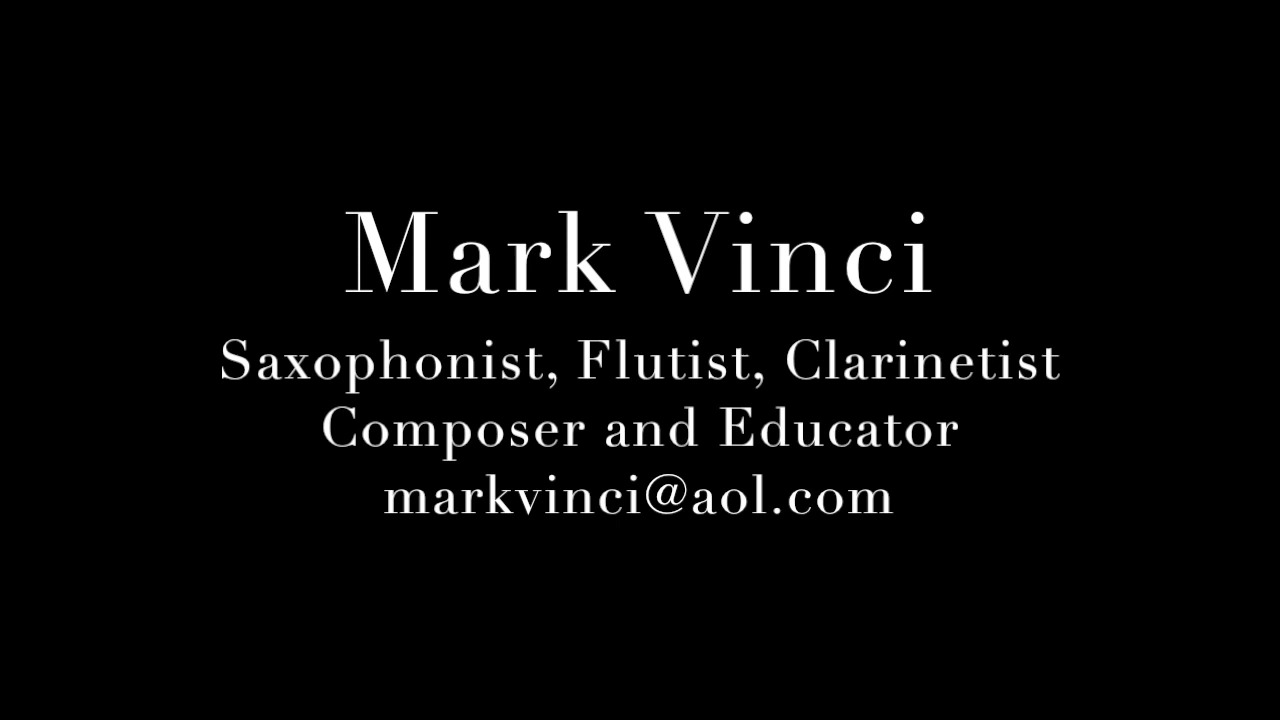 Mark Vinci
Saxophonist, Flutist, Clarinetist
Composer and Educator
markvinci@aol.com